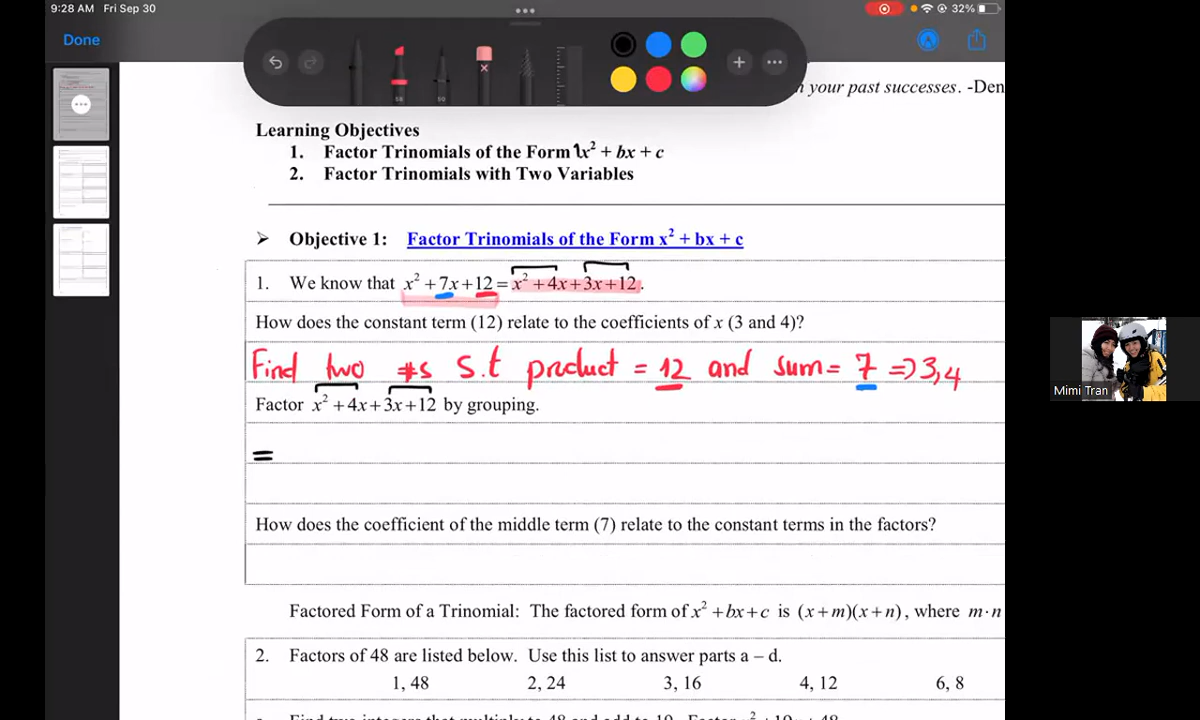 9:28 AM Fri Sep 30
32%
Done
your past successes. -Den
Learning Objectives
1. Factor Trinomials of the Form 1x² + bx + c
2. Factor Trinomials with Two Variables
➢ Objective 1: Factor Trinomials of the Form x² + bx + c
1. We know that x² + 7x + 12 = x² + 4x + 3x + 12.
How does the constant term (12) relate to the coefficients of x (3 and 4)?
Find two #s s.t product = 12 and sum = 7 => 3,4
Factor x² + 4x + 3x + 12 by grouping.
=
How does the coefficient of the middle term (7) relate to the constant terms in the factors?
Factored Form of a Trinomial: The factored form of x² + bx + c is (x + m)(x + n), where m · n
2. Factors of 48 are listed below. Use this list to answer parts a – d.
1, 48 2, 24 3, 16 4, 12 6, 8
Mimi Tran